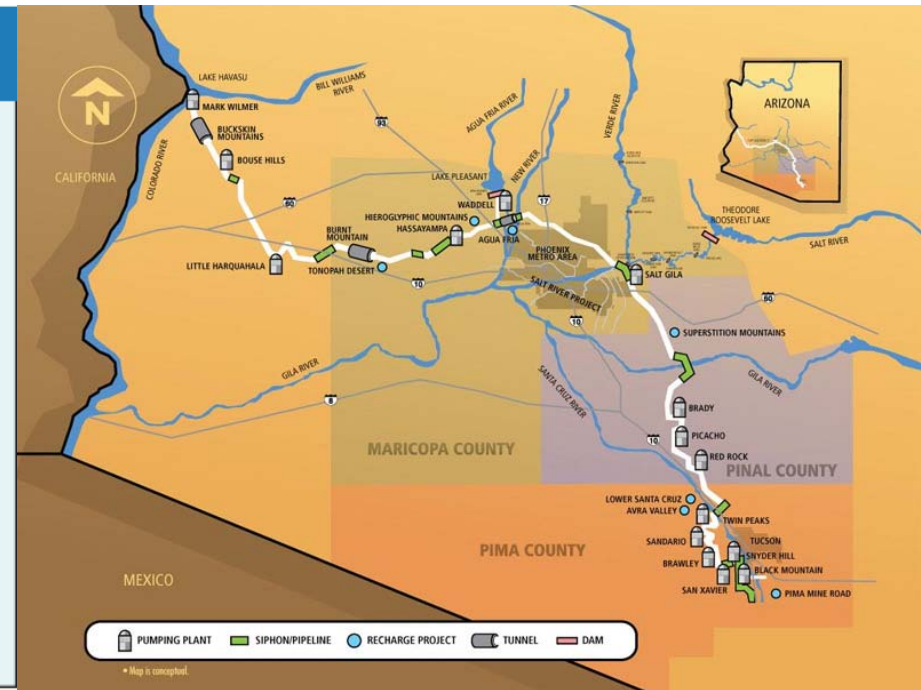 N
LAKE HAVASU
BILL WILLIAMS
RIVER
MARK WILMER
BUCKSKIN
MOUNTAINS
BOUSE HILLS
COLORADO RIVER
CALIFORNIA
93
60
AGUA FRIA RIVER
NEW RIVER
VERDE RIVER
17
ARIZONA
LAKE PLEASANT
WADDELL
HIEROGLYPHIC MOUNTAINS
HASSAYAMPA
AGUA FRIA
PHOENIX
METRO AREA
THEODORE
ROOSEVELT LAKE
SALT RIVER
BURNT
MOUNTAIN
LITTLE HARQUAHALA
TONOPAH DESERT
10
SALT GILA
SALT RIVER PROJECT
60
10
SUPERSTITION MOUNTAINS
GILA RIVER
GILA RIVER
8
SANTA CRUZ RIVER
BRADY
PICACHO
10
RED ROCK
MARICOPA COUNTY
PINAL COUNTY
LOWER SANTA CRUZ
AVRA VALLEY
TWIN PEAKS
SANDARIO
TUCSON
SNYDER HILL
BRAWLEY
BLACK MOUNTAIN
SAN XAVIER
PIMA MINE ROAD
PIMA COUNTY
MEXICO
PUMPING PLANT
SIPHON/PIPELINE
RECHARGE PROJECT
TUNNEL
DAM
• Map is conceptual.